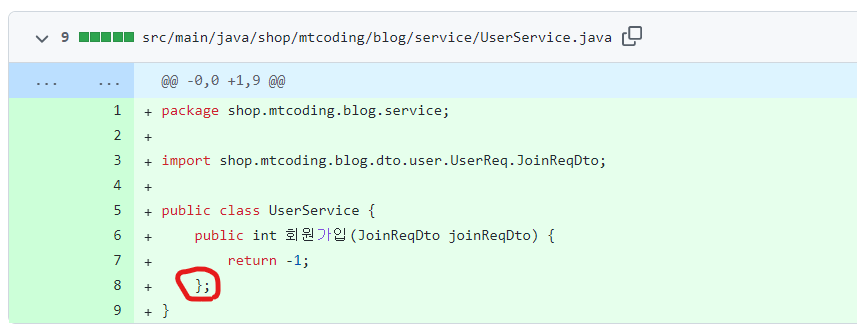 9 src/main/java/shop/mtcoding/blog/service/UserService.java
... ... @@ -0,0 +1,9 @@
1 + package shop.mtcoding.blog.service;
2 +
3 + import shop.mtcoding.blog.dto.user.UserReq.JoinReqDto;
4 +
5 + public class UserService {
6 +     public int 회원가입(JoinReqDto joinReqDto) {
7 +         return -1;
8 +     };
9 + }